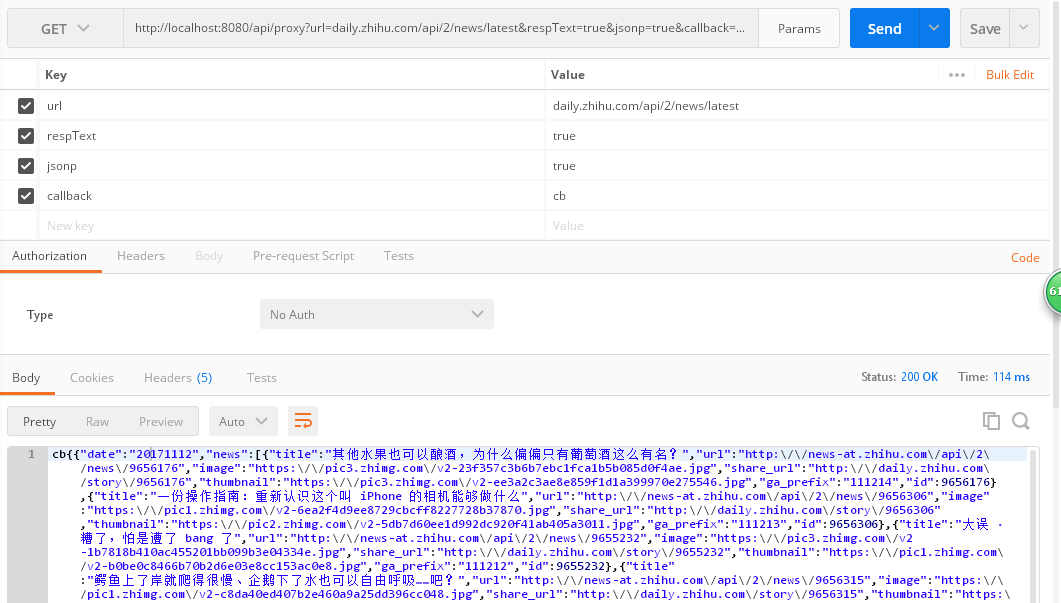 GET http://localhost:8080/api/proxy?url=daily.zhihu.com/api/2/news/latest&respText=true&jsonp=true&callback=... Params Send Save
Key Value ••• Bulk Edit
url daily.zhihu.com/api/2/news/latest
respText true
jsonp true
callback cb
New key Value
Authorization Headers Body Pre-request Script Tests Code
61
Type No Auth
Body Cookies Headers (5) Tests Status: 200 OK Time: 114 ms
Pretty Raw Preview Auto
1 cb{{"date":"20171112","news":[{"title":"其他水果也可以酿酒，为什么偏偏只有葡萄酒这么有名？","url":"http:\/\/news-at.zhihu.com\/api\/2\
/news\/9656176","image":"https:\/\/pic3.zhimg.com\/v2-23f357c3b6b7ebc1fca1b5b085d0f4ae.jpg","share_url":"http:\/\/daily.zhihu.com\
/story\/9656176","thumbnail":"https:\/\/pic3.zhimg.com\/v2-ee3a2c3ae8e859f1d1a399970e275546.jpg","ga_prefix":"111214","id":9656176}
,{"title":"一份操作指南：重新认识这个叫 iPhone 的相机能够做什么","url":"http:\/\/news-at.zhihu.com\/api\/2\/news\/9656306","image"
:"https:\/\/pic1.zhimg.com\/v2-6ea2f4d9ee8729cbcff8227728b37870.jpg","share_url":"http:\/\/daily.zhihu.com\/story\/9656306"
,"thumbnail":"https:\/\/pic2.zhimg.com\/v2-5db7d60ee1d992dc920f41ab405a3011.jpg","ga_prefix":"111213","id":9656306},{"title":"大误 ·
糟了，怕是遭了 bang 了","url":"http:\/\/news-at.zhihu.com\/api\/2\/news\/9655232","image":"https:\/\/pic3.zhimg.com\/v2
-1b7818b410ac455201bb099b3e04334e.jpg","share_url":"http:\/\/daily.zhihu.com\/story\/9655232","thumbnail":"https:\/\/pic1.zhimg.com\
/v2-b0be0c8466b70b2d6e03e8cc153ac0e8.jpg","ga_prefix":"111212","id":9655232},{"title"
:"鳄鱼上了岸就爬得很慢、企鹅下了水也可以自由呼吸……吧？","url":"http:\/\/news-at.zhihu.com\/api\/2\/news\/9656315","image":"https:\/\
/pic1.zhimg.com\/v2-c8da40ed407b2e460a9a25dd396cc048.jpg","share_url":"http:\/\/daily.zhihu.com\/story\/9656315","thumbnail":"https:\